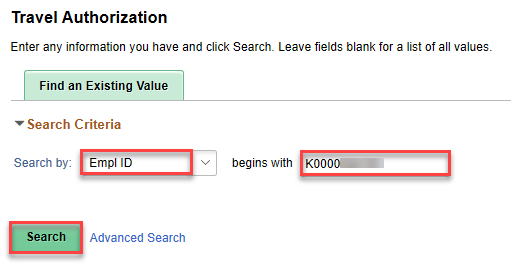 Travel Authorization
Enter any information you have and click Search. Leave fields blank for a list of all values.
Find an Existing Value
Search Criteria
Search by: Empl ID begins with K0000
Search Advanced Search